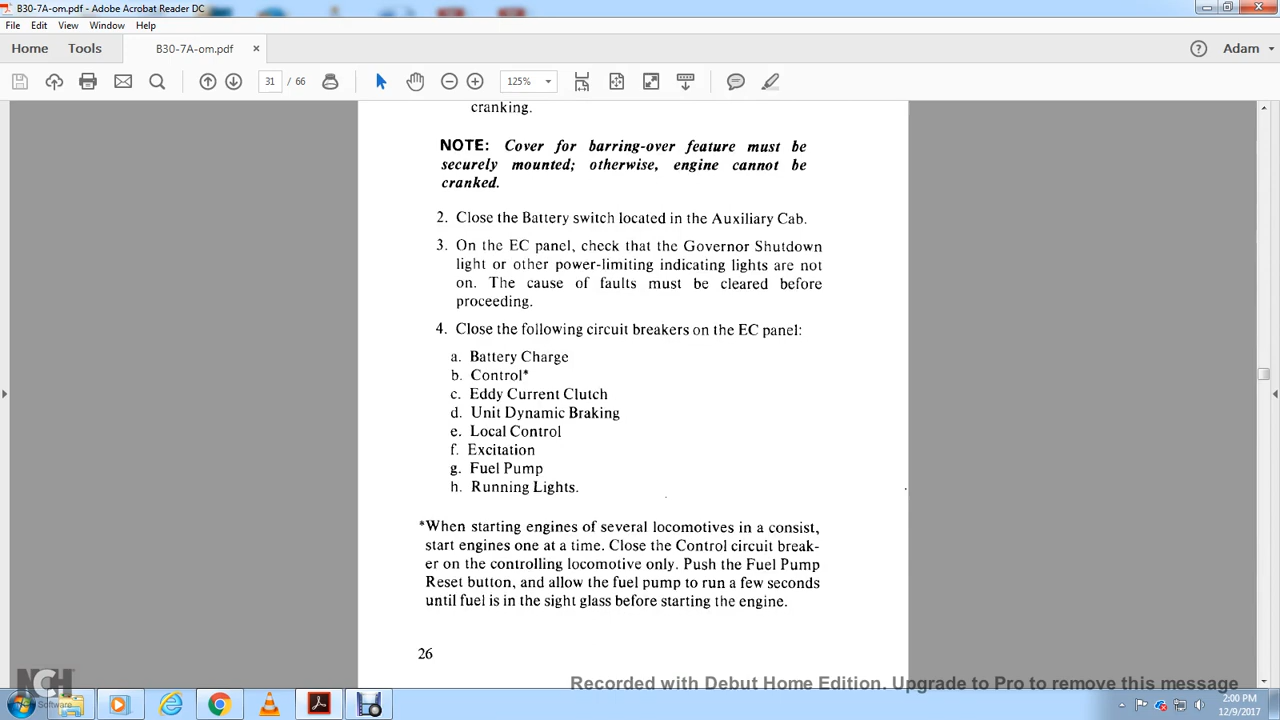 B30-7A-om.pdf - Adobe Acrobat Reader DC
File Edit View Window Help
Home Tools B30-7A-om.pdf × Adam
31 / 66 125%
cranking.
NOTE: Cover for barring-over feature must be
securely mounted; otherwise, engine cannot be
cranked.
2. Close the Battery switch located in the Auxiliary Cab.
3. On the EC panel, check that the Governor Shutdown
light or other power-limiting indicating lights are not
on. The cause of faults must be cleared before
proceeding.
4. Close the following circuit breakers on the EC panel:
a. Battery Charge
b. Control*
c. Eddy Current Clutch
d. Unit Dynamic Braking
e. Local Control
f. Excitation
g. Fuel Pump
h. Running Lights.
*When starting engines of several locomotives in a consist,
start engines one at a time. Close the Control circuit break-
er on the controlling locomotive only. Push the Fuel Pump
Reset button, and allow the fuel pump to run a few seconds
until fuel is in the sight glass before starting the engine.
26
NCH
Software
Recorded with Debut Home Edition. Upgrade to Pro to remove this message
2:00 PM
12/9/2017